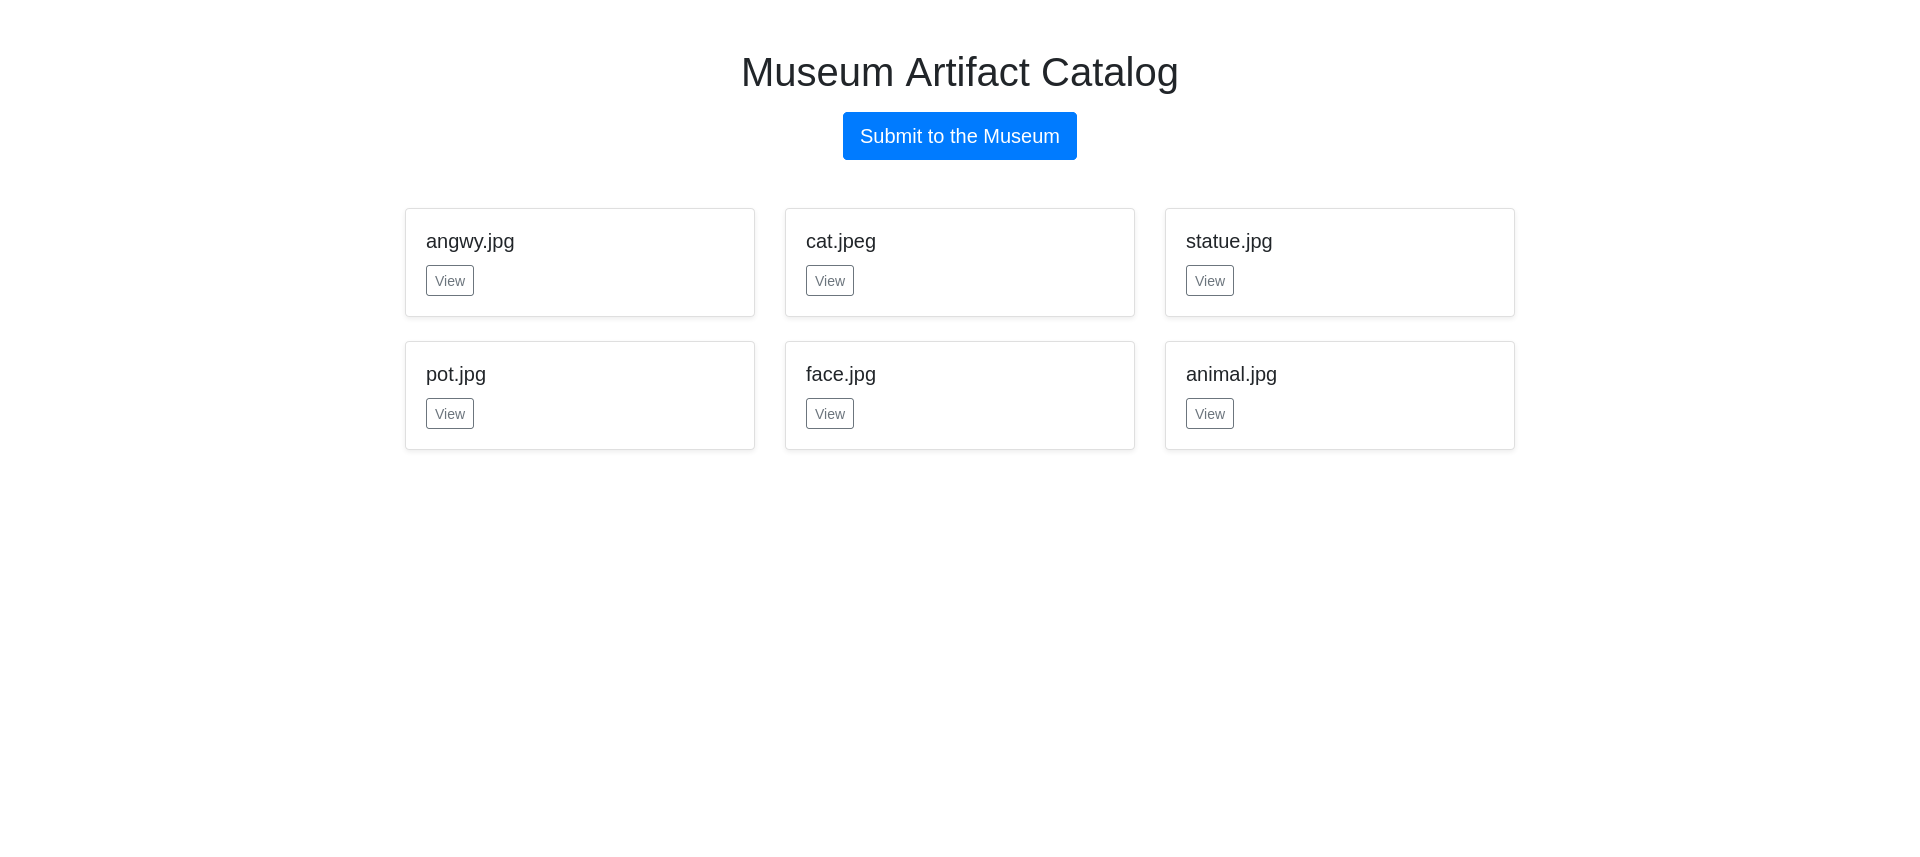 Museum Artifact Catalog
Submit to the Museum
angwy.jpg
View
cat.jpeg
View
statue.jpg
View
pot.jpg
View
face.jpg
View
animal.jpg
View